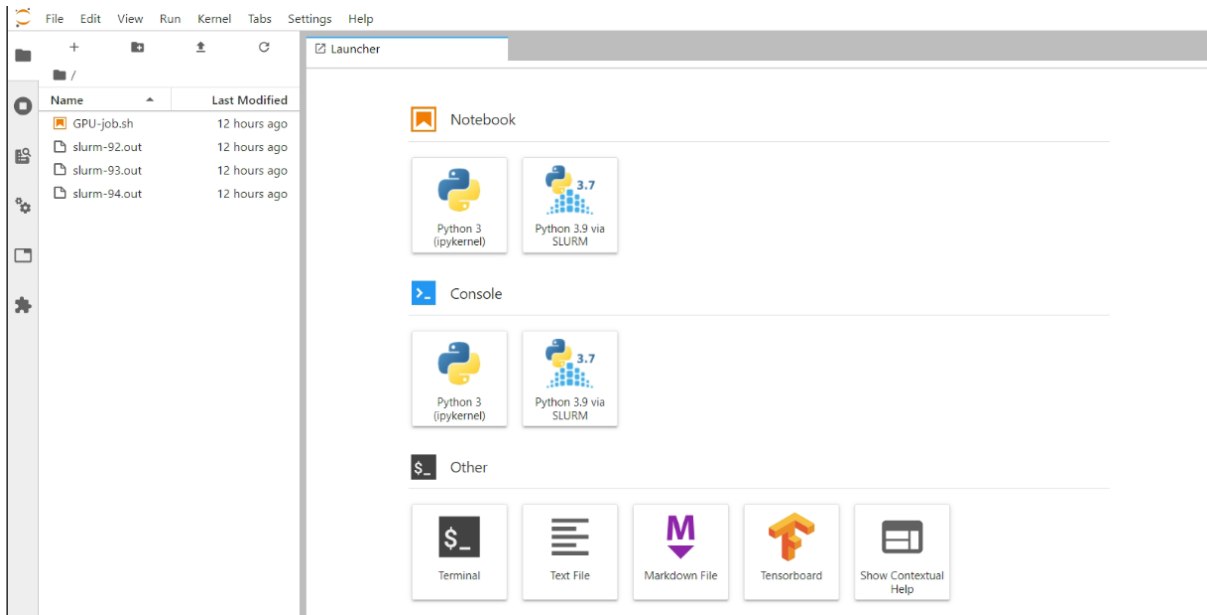 File Edit View Run Kernel Tabs Settings Help
Launcher
/
Name Last Modified
GPU-job.sh 12 hours ago
slurm-92.out 12 hours ago
slurm-93.out 12 hours ago
slurm-94.out 12 hours ago
Notebook
3.7
Python 3
(ipykernel)
Python 3.9 via
SLURM
Console
3.7
Python 3
(ipykernel)
Python 3.9 via
SLURM
$_ Other
$_
M
Terminal
Text File
Markdown File
Tensorboard
Show Contextual
Help